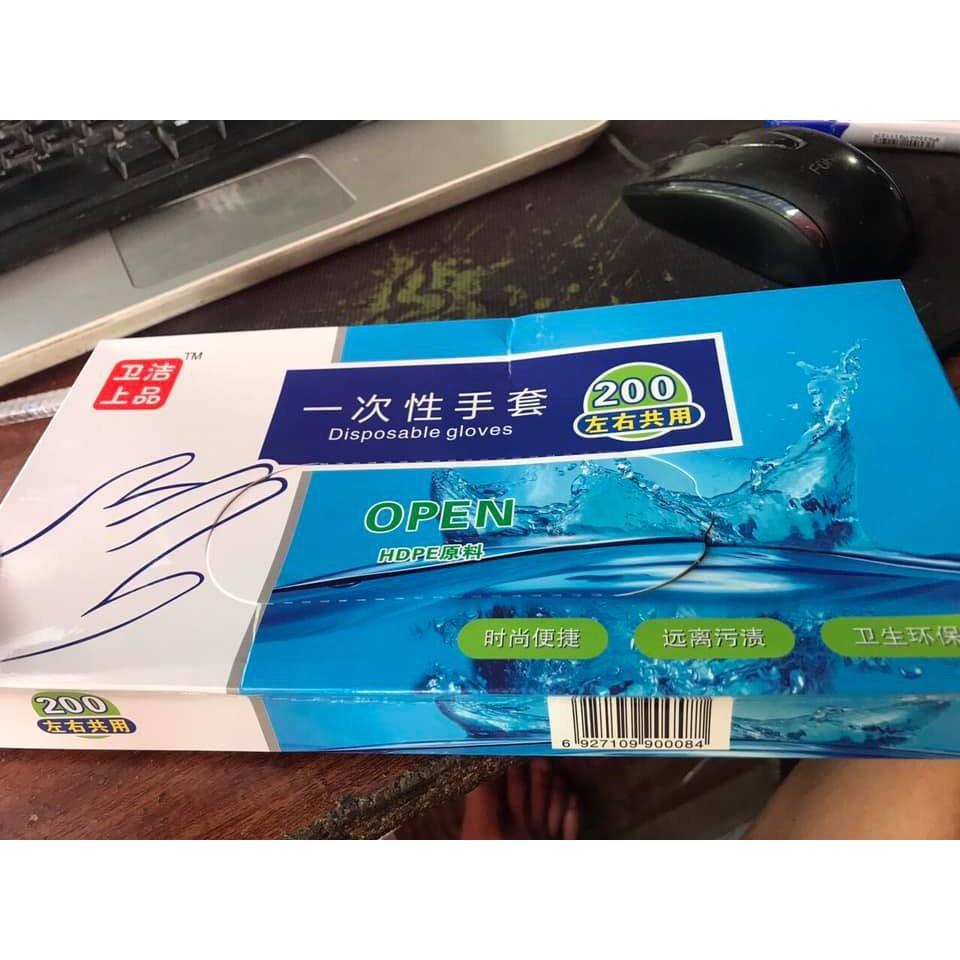 卫洁
上品
TM
一次性手套
Disposable gloves
200
左右共用
OPEN
HDPE原料
时尚便捷
远离污渍
卫生环保
200
左右共用
6 927109 900084